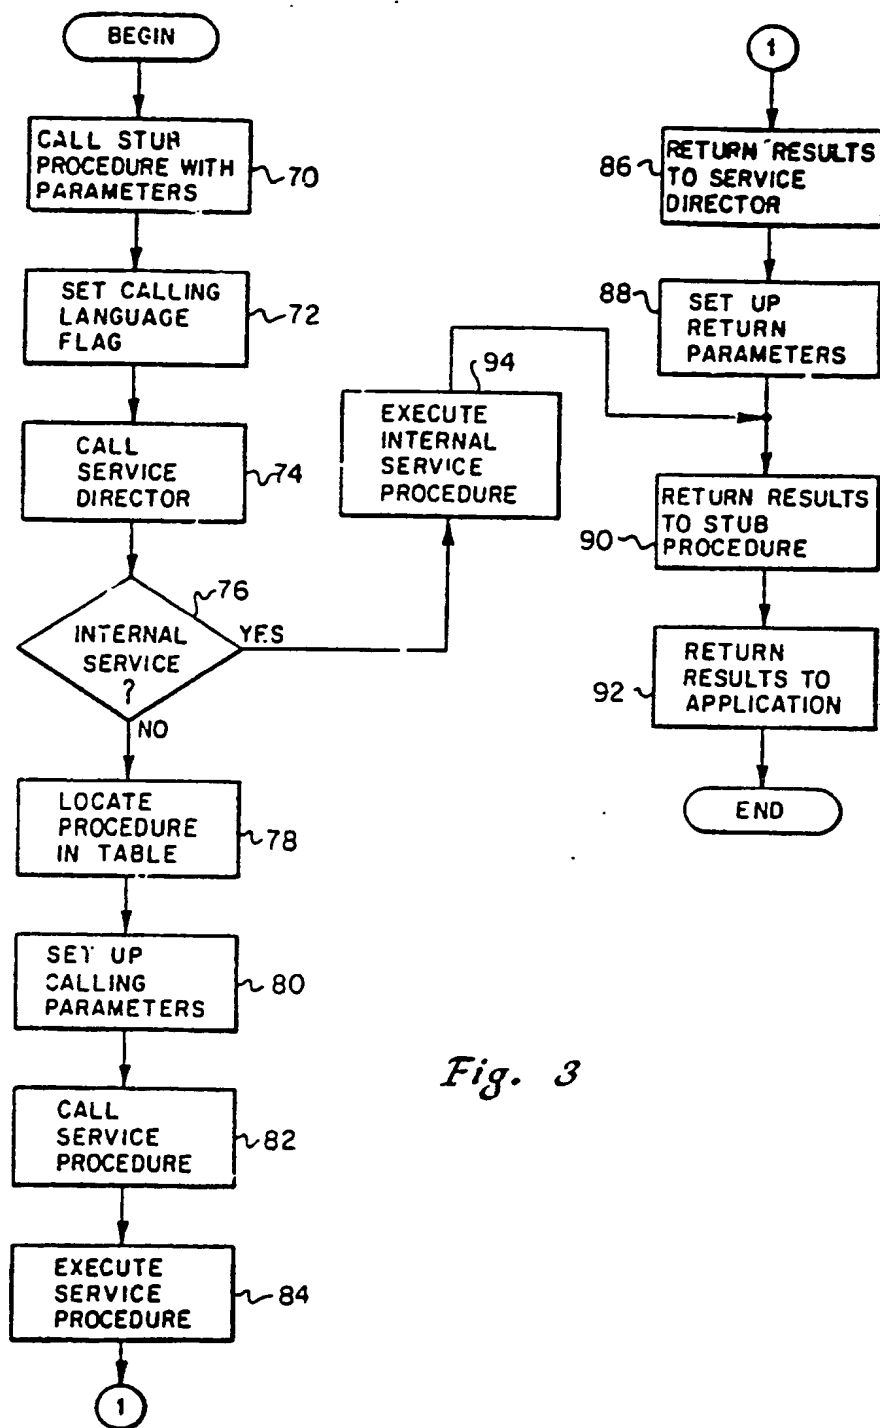 BEGIN
CALL STUB
PROCEDURE WITH
PARAMETERS
70
SET CALLING
LANGUAGE
FLAG
72
CALL
SERVICE
DIRECTOR
74
76
INTERNAL
SERVICE
?
YES
NO
94
EXECUTE
INTERNAL
SERVICE
PROCEDURE
LOCATE
PROCEDURE
IN TABLE
78
SET UP
CALLING
PARAMETERS
80
CALL
SERVICE
PROCEDURE
82
EXECUTE
SERVICE
PROCEDURE
84
1
1
86
RETURN RESULTS
TO SERVICE
DIRECTOR
88
SET UP
RETURN
PARAMETERS
90
RETURN RESULTS
TO STUB
PROCEDURE
92
RETURN
RESULTS TO
APPLICATION
END
Fig. 3